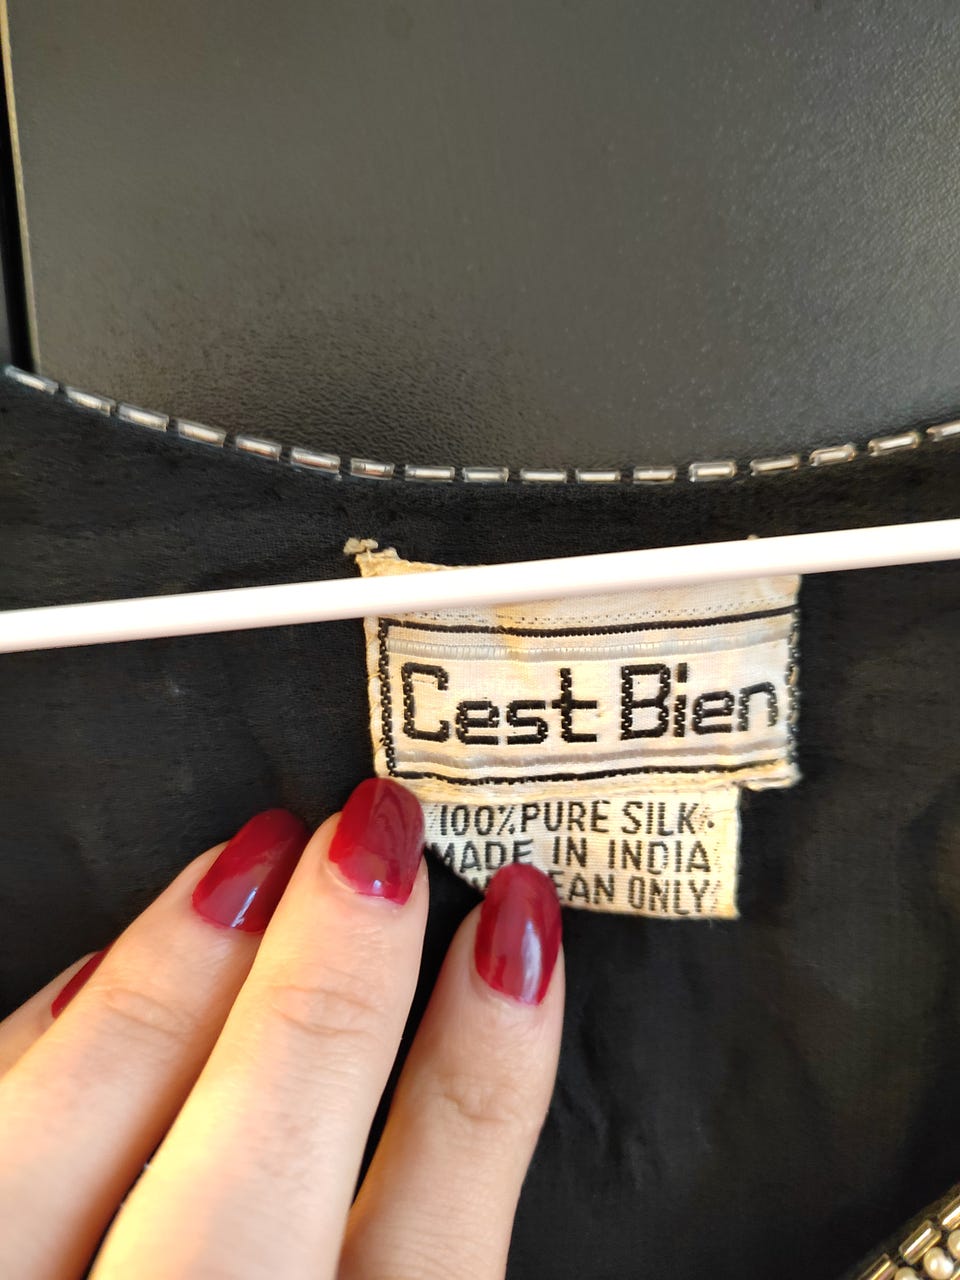 Cest Bien
100% PURE SILK
MADE IN INDIA
ONLY